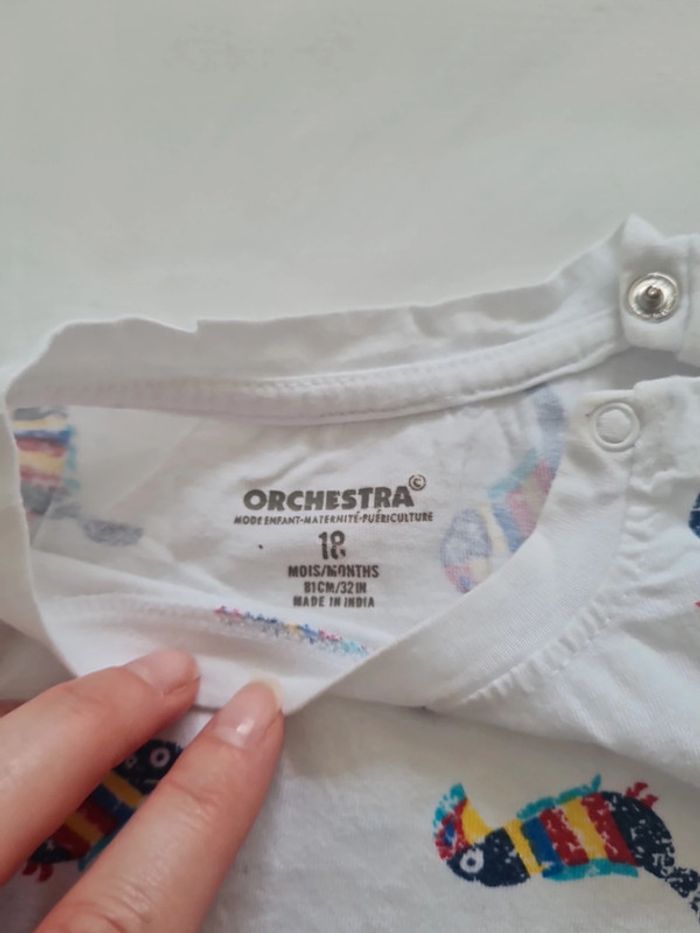 ORCHESTRA©
MODE ENFANT-MATERNITÉ-PUÉRICULTURE
18
MOIS/MONTHS
81CM/32IN
MADE IN INDIA